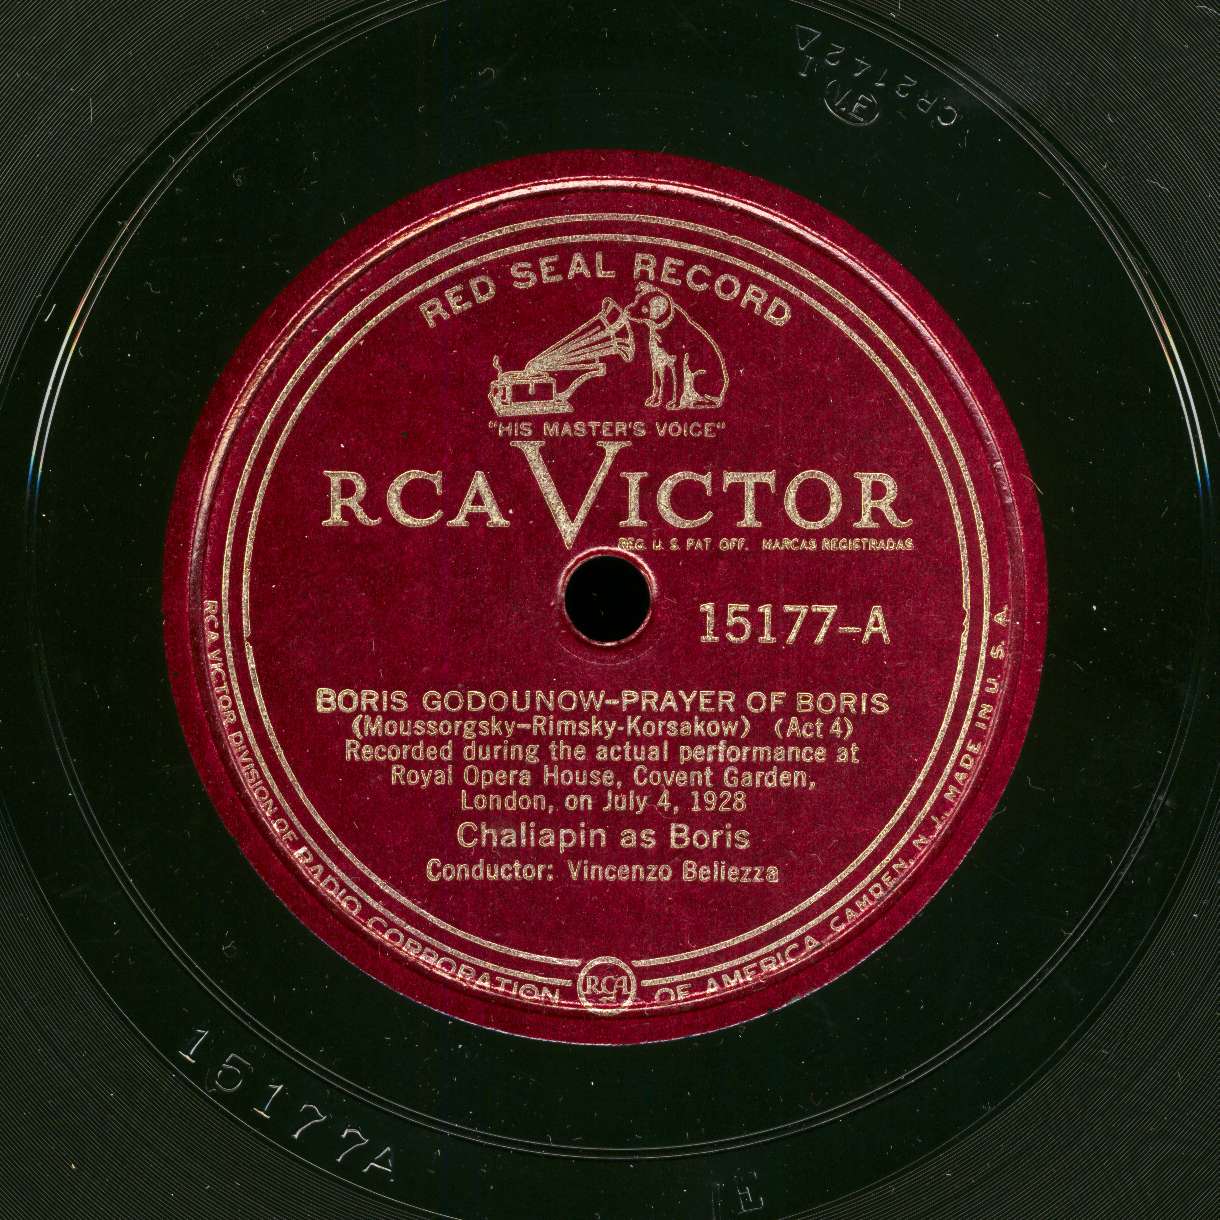 CR2142Δ
I
VE
RED SEAL RECORD
"HIS MASTER'S VOICE"
RCA VICTOR
REG. U. S. PAT. OFF. MARCAS REGISTRADAS
15177-A
BORIS GODOUNOW-PRAYER OF BORIS
(Moussorgsky-Rimsky-Korsakow) (Act 4)
Recorded during the actual performance at
Royal Opera House, Covent Garden,
London, on July 4, 1928
Chaliapin as Boris
Conductor: Vincenzo Bellezza
RCA VICTOR DIVISION OF RADIO CORPORATION OF AMERICA, CAMDEN, N. J. MADE IN U. S. A.
RCA
15177A
E